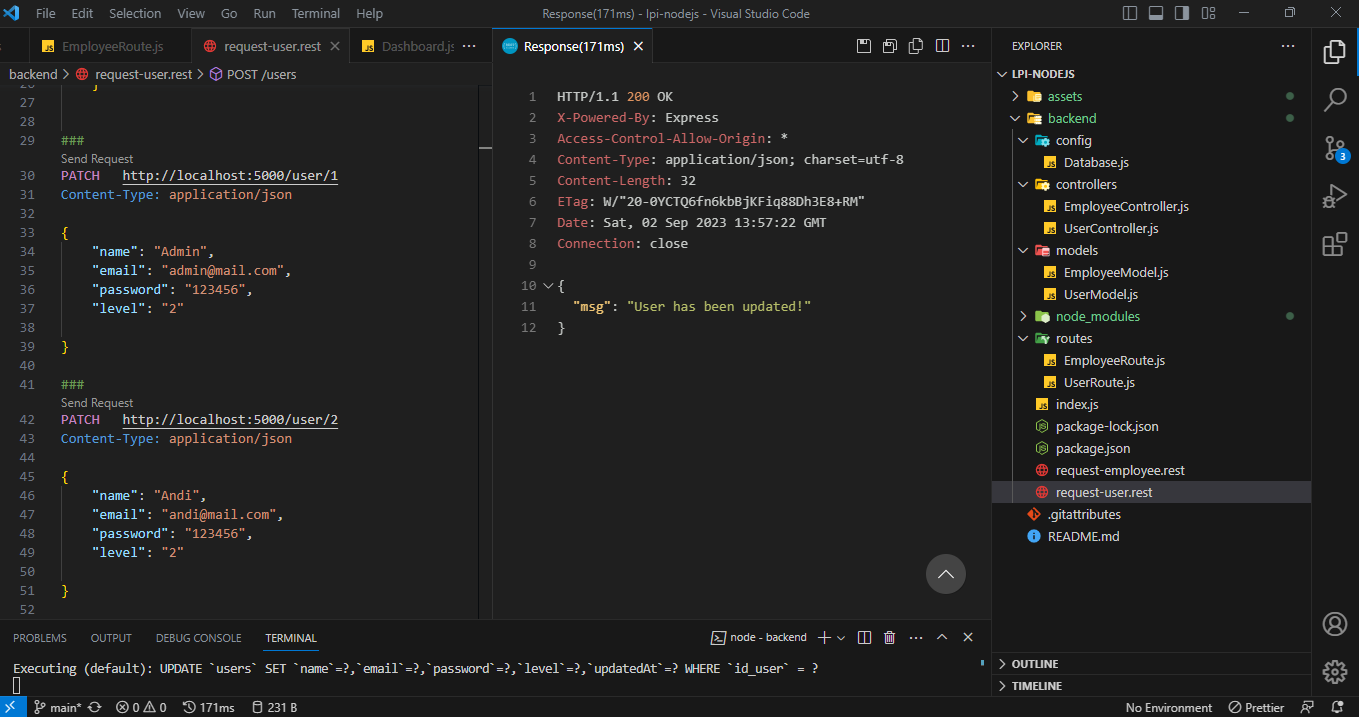 File Edit Selection View Go Run Terminal Help
Response(171ms) - lpi-nodejs - Visual Studio Code
EmployeeRoute.js request-user.rest Dashboard.js
backend > request-user.rest > POST /users
27
28
29 ###
Send Request
30 PATCH http://localhost:5000/user/1
31 Content-Type: application/json
32
33 {
34 "name": "Admin",
35 "email": "admin@mail.com",
36 "password": "123456",
37 "level": "2"
38
39 }
40
41 ###
Send Request
42 PATCH http://localhost:5000/user/2
43 Content-Type: application/json
44
45 {
46 "name": "Andi",
47 "email": "andi@mail.com",
48 "password": "123456",
49 "level": "2"
50
51 }
52
Response(171ms)
1 HTTP/1.1 200 OK
2 X-Powered-By: Express
3 Access-Control-Allow-Origin: *
4 Content-Type: application/json; charset=utf-8
5 Content-Length: 32
6 ETag: W/"20-0YCTQ6fn6kbBjKFiq88Dh3E8+RM"
7 Date: Sat, 02 Sep 2023 13:57:22 GMT
8 Connection: close
9
10 {
11 "msg": "User has been updated!"
12 }
EXPLORER
LPI-NODEJS
assets
backend
config
Database.js
controllers
EmployeeController.js
UserController.js
models
EmployeeModel.js
UserModel.js
node_modules
routes
EmployeeRoute.js
UserRoute.js
index.js
package-lock.json
package.json
request-employee.rest
request-user.rest
.gitattributes
README.md
OUTLINE
TIMELINE
3
PROBLEMS OUTPUT DEBUG CONSOLE TERMINAL
node - backend
Executing (default): UPDATE `users` SET `name`=?,`email`=?,`password`=?,`level`=?,`updatedAt`=? WHERE `id_user` = ?
main* 0 0 171ms 231 B
No Environment Prettier